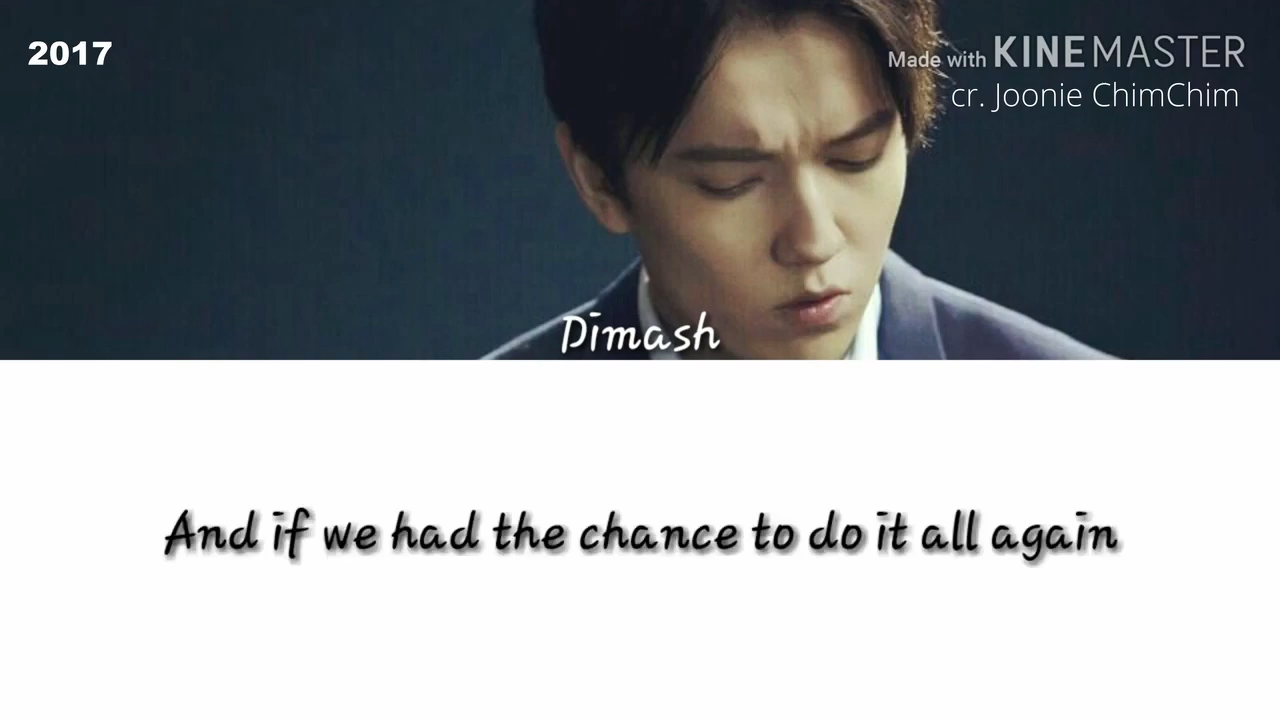 2017
Made with KINEMASTER
cr. Joonie ChimChim
Dimash
And if we had the chance to do it all again